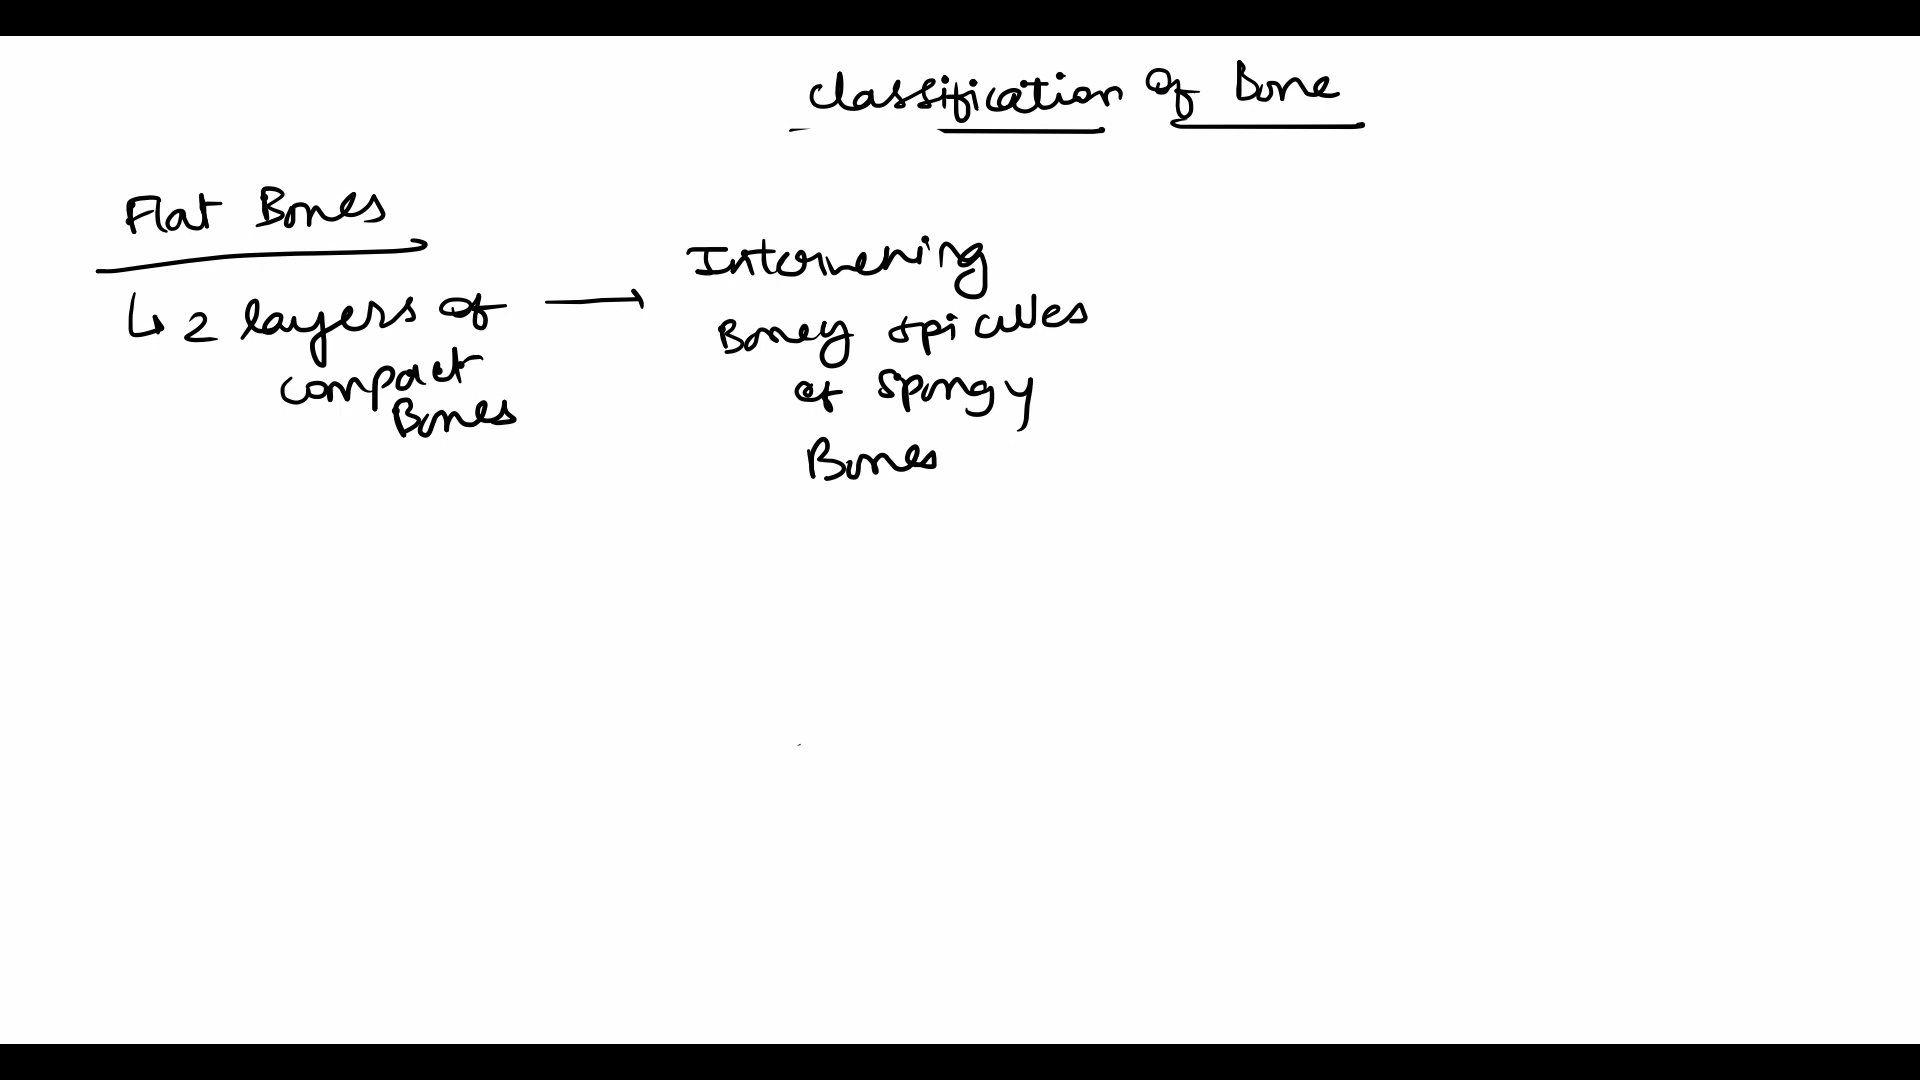 Classification of Bone
Flat Bones
↳ 2 layers of →
compact
Bones
Intervening
Boney spicules
of Spongy
Bones